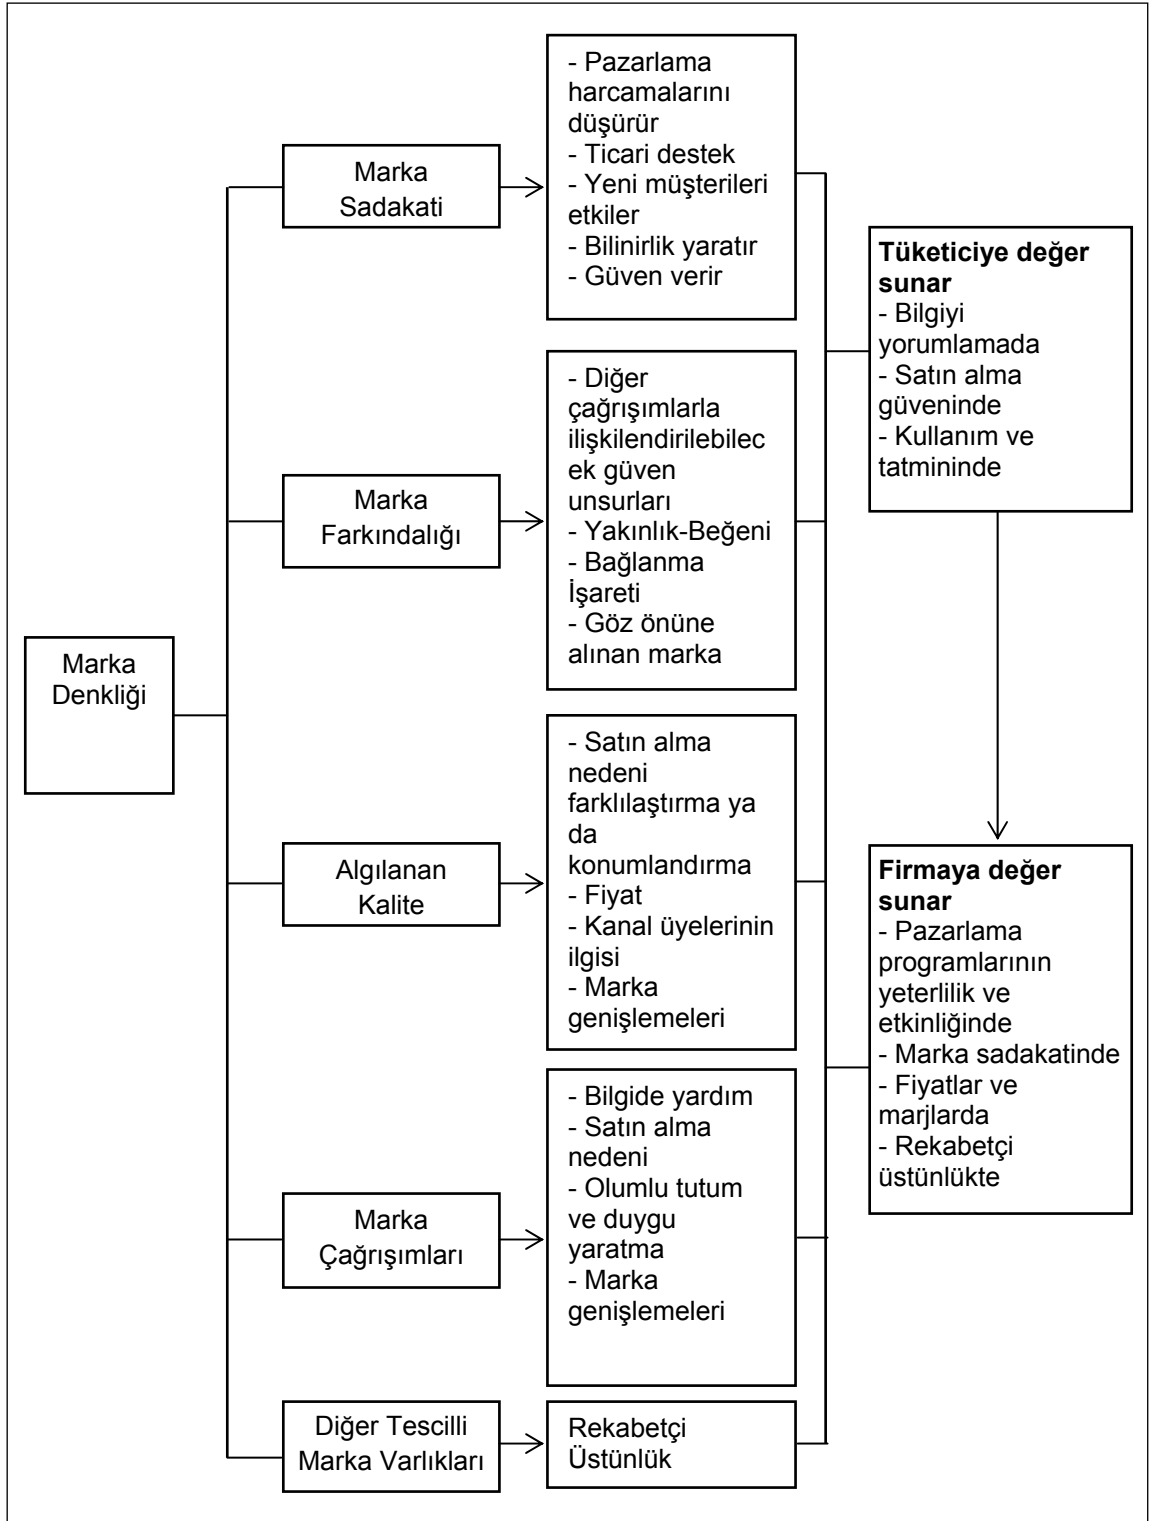 Marka
Denkliği
Marka
Sadakati
- Pazarlama
harcamalarını
düşürür
- Ticari destek
- Yeni müşterileri
etkiler
- Bilinirlik yaratır
- Güven verir
Marka
Farkındalığı
- Diğer
çağrışımlarla
ilişkilendirilebilec
ek güven
unsurları
- Yakınlık-Beğeni
- Bağlanma
İşareti
- Göz önüne
alınan marka
Algılanan
Kalite
- Satın alma
nedeni
farklılaştırma ya
da
konumlandırma
- Fiyat
- Kanal üyelerinin
ilgisi
- Marka
genişlemeleri
Marka
Çağrışımları
- Bilgide yardım
- Satın alma
nedeni
- Olumlu tutum
ve duygu
yaratma
- Marka
genişlemeleri
Diğer Tescilli
Marka Varlıkları
Rekabetçi
Üstünlük
Tüketiciye değer
sunar
- Bilgiyi
yorumlamada
- Satın alma
güveninde
- Kullanım ve
tatmininde
Firmaya değer
sunar
- Pazarlama
programlarının
yeterlilik ve
etkinliğinde
- Marka sadakatinde
- Fiyatlar ve
marjlarda
- Rekabetçi
üstünlükte